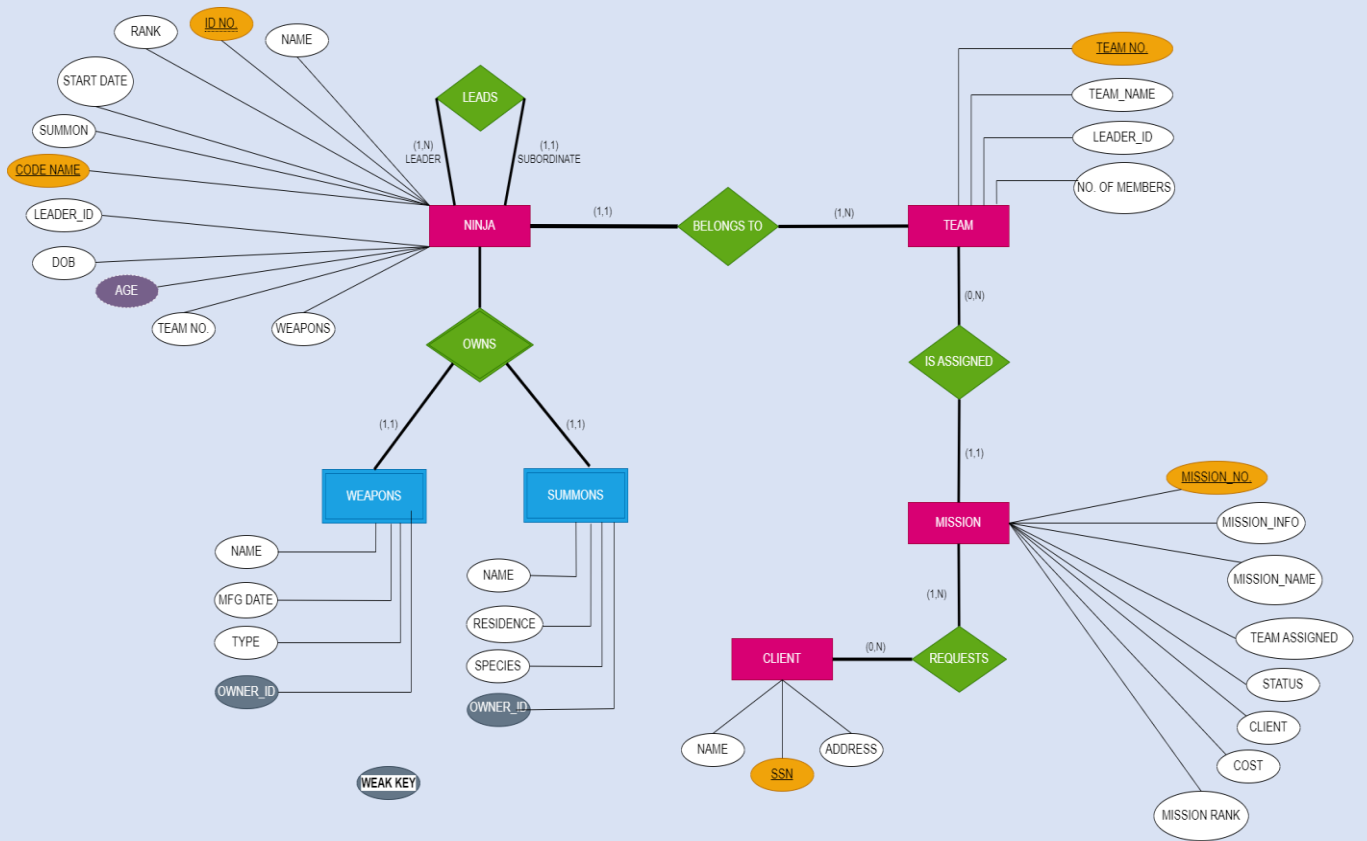 ID NO.
RANK
NAME
START DATE
SUMMON
CODE NAME
LEADER_ID
DOB
AGE
TEAM NO.
WEAPONS
LEADS
(1,N)
LEADER
(1,1)
SUBORDINATE
NINJA
(1,1)
BELONGS TO
(1,N)
TEAM
TEAM NO.
TEAM_NAME
LEADER_ID
NO. OF MEMBERS
(0,N)
IS ASSIGNED
(1,1)
OWNS
(1,1)
(1,1)
WEAPONS
SUMMONS
NAME
MFG DATE
TYPE
OWNER_ID
NAME
RESIDENCE
SPECIES
OWNER_ID
WEAK KEY
MISSION
MISSION_NO.
MISSION_INFO
MISSION_NAME
TEAM ASSIGNED
STATUS
CLIENT
COST
MISSION RANK
(1,N)
REQUESTS
(0,N)
CLIENT
NAME
SSN
ADDRESS